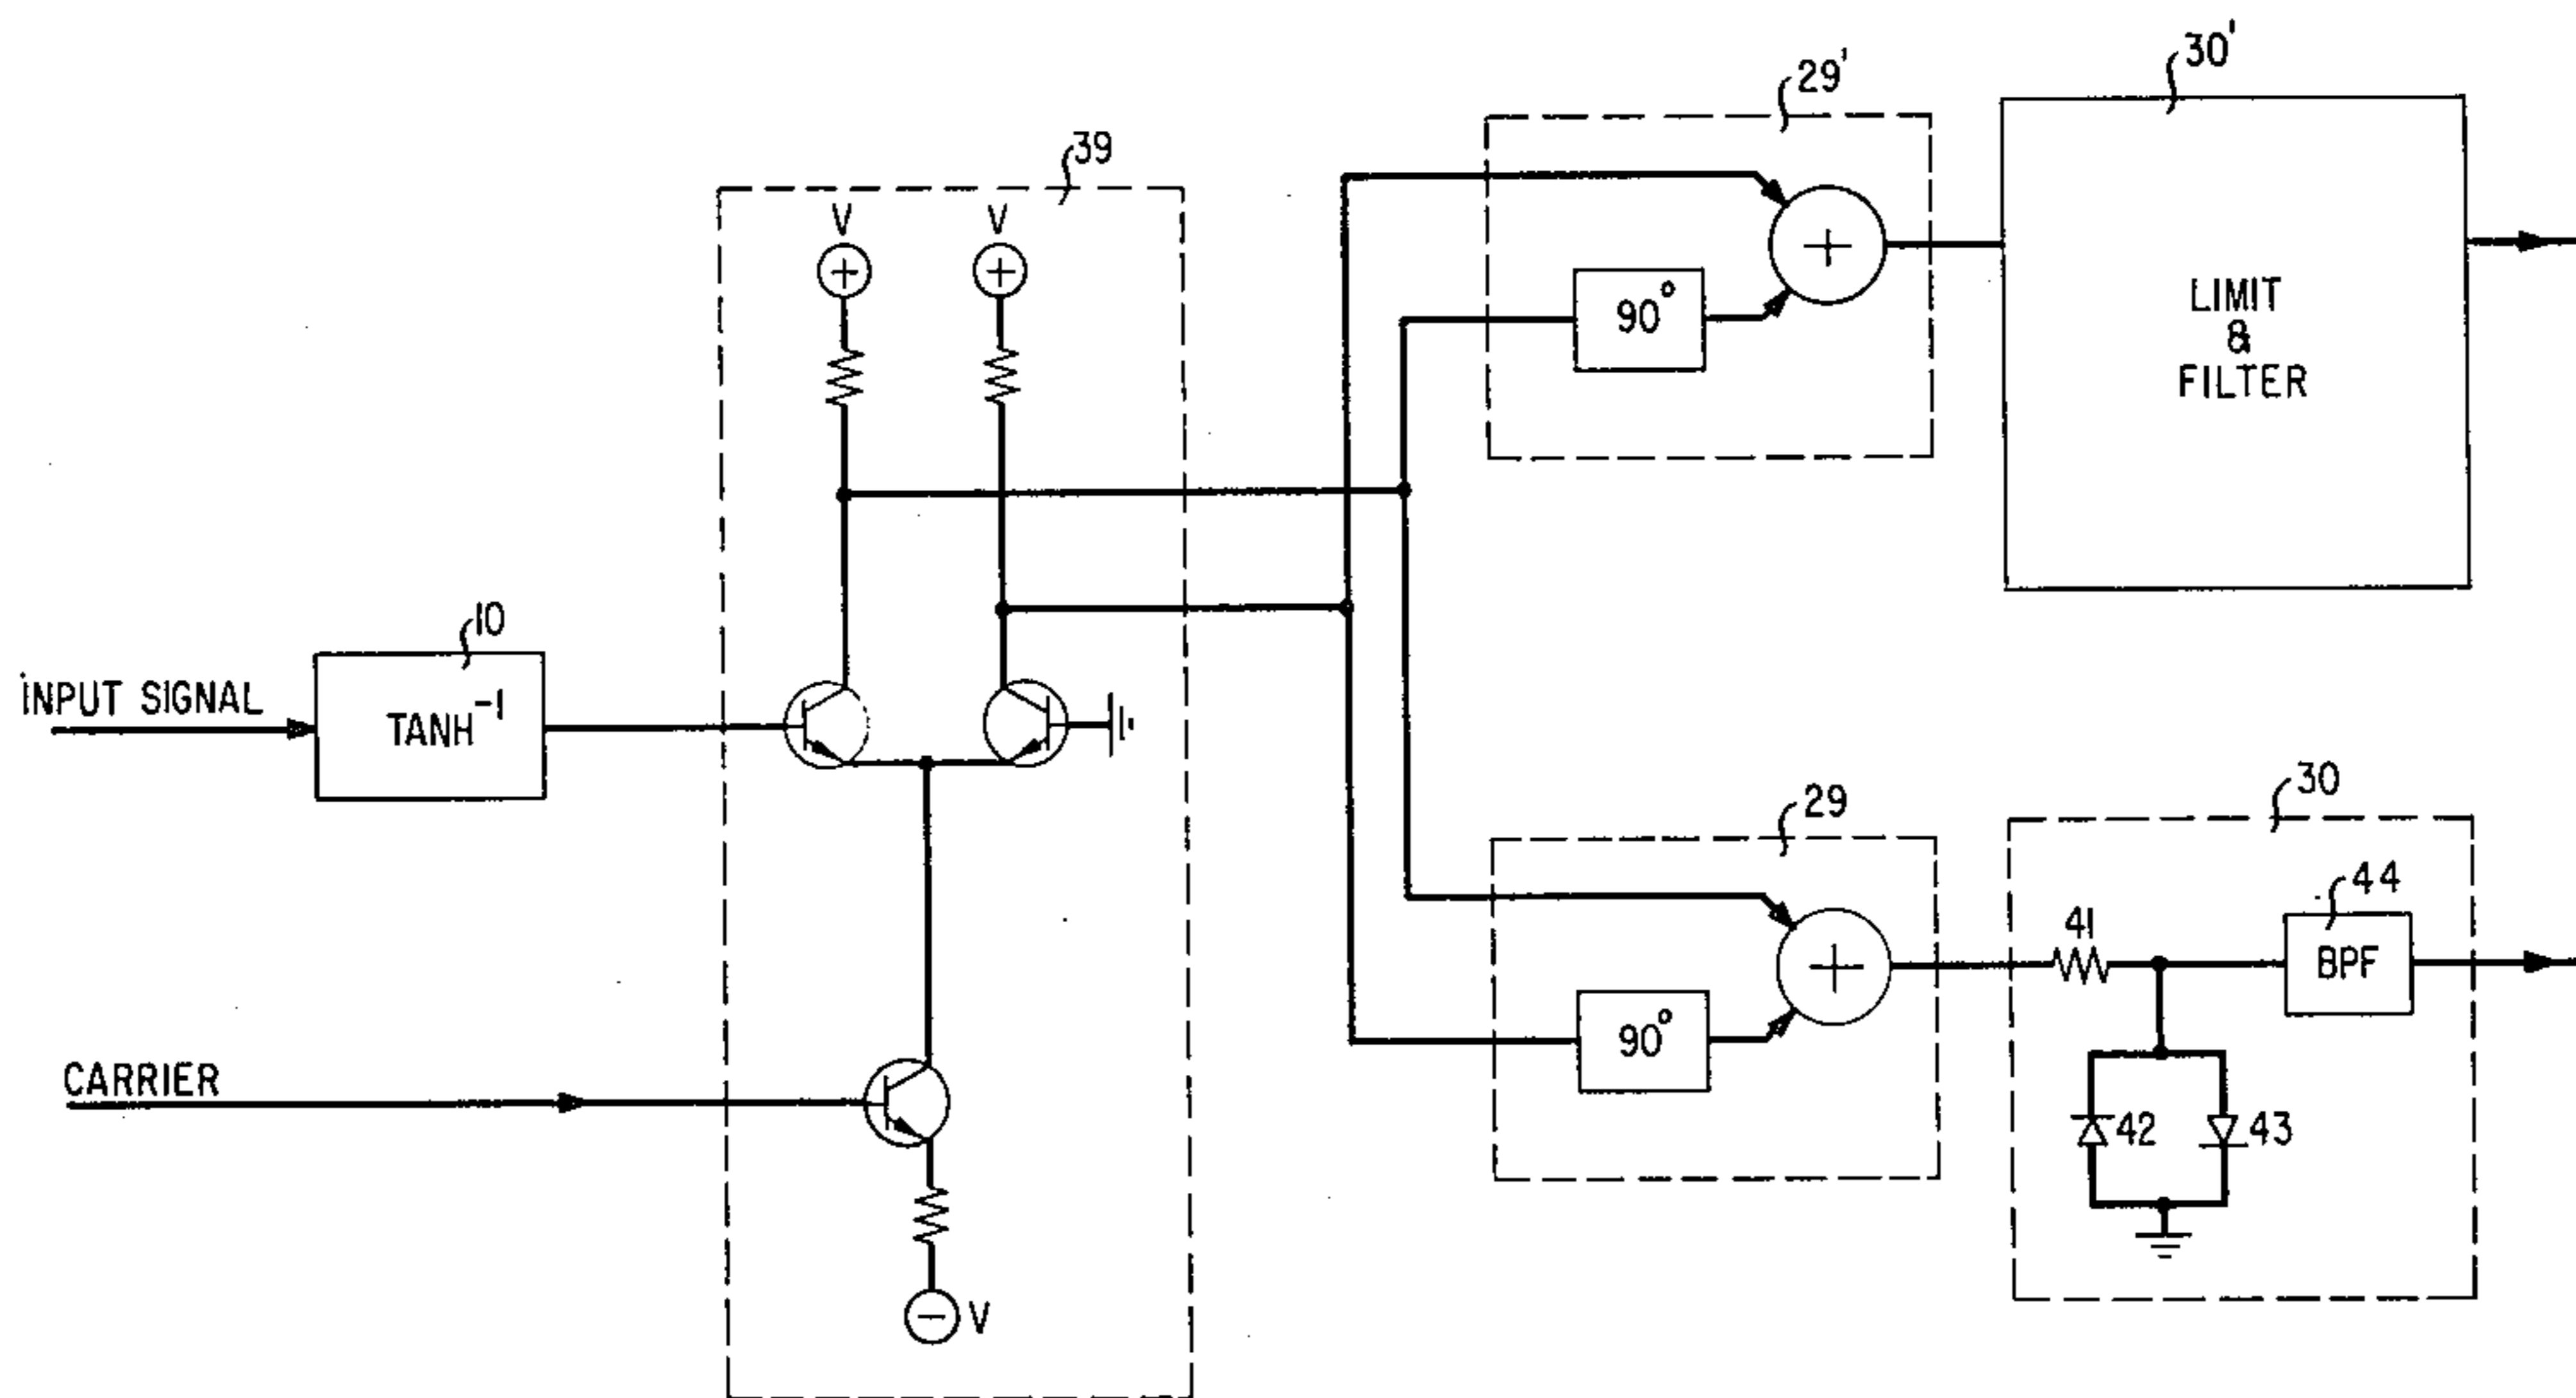 30'
29'
39
V V
+ +
+
90°
LIMIT
&
FILTER
10
INPUT SIGNAL
TANH⁻¹
30
29
44
41
BPF
+
90°
CARRIER
42 43
− V